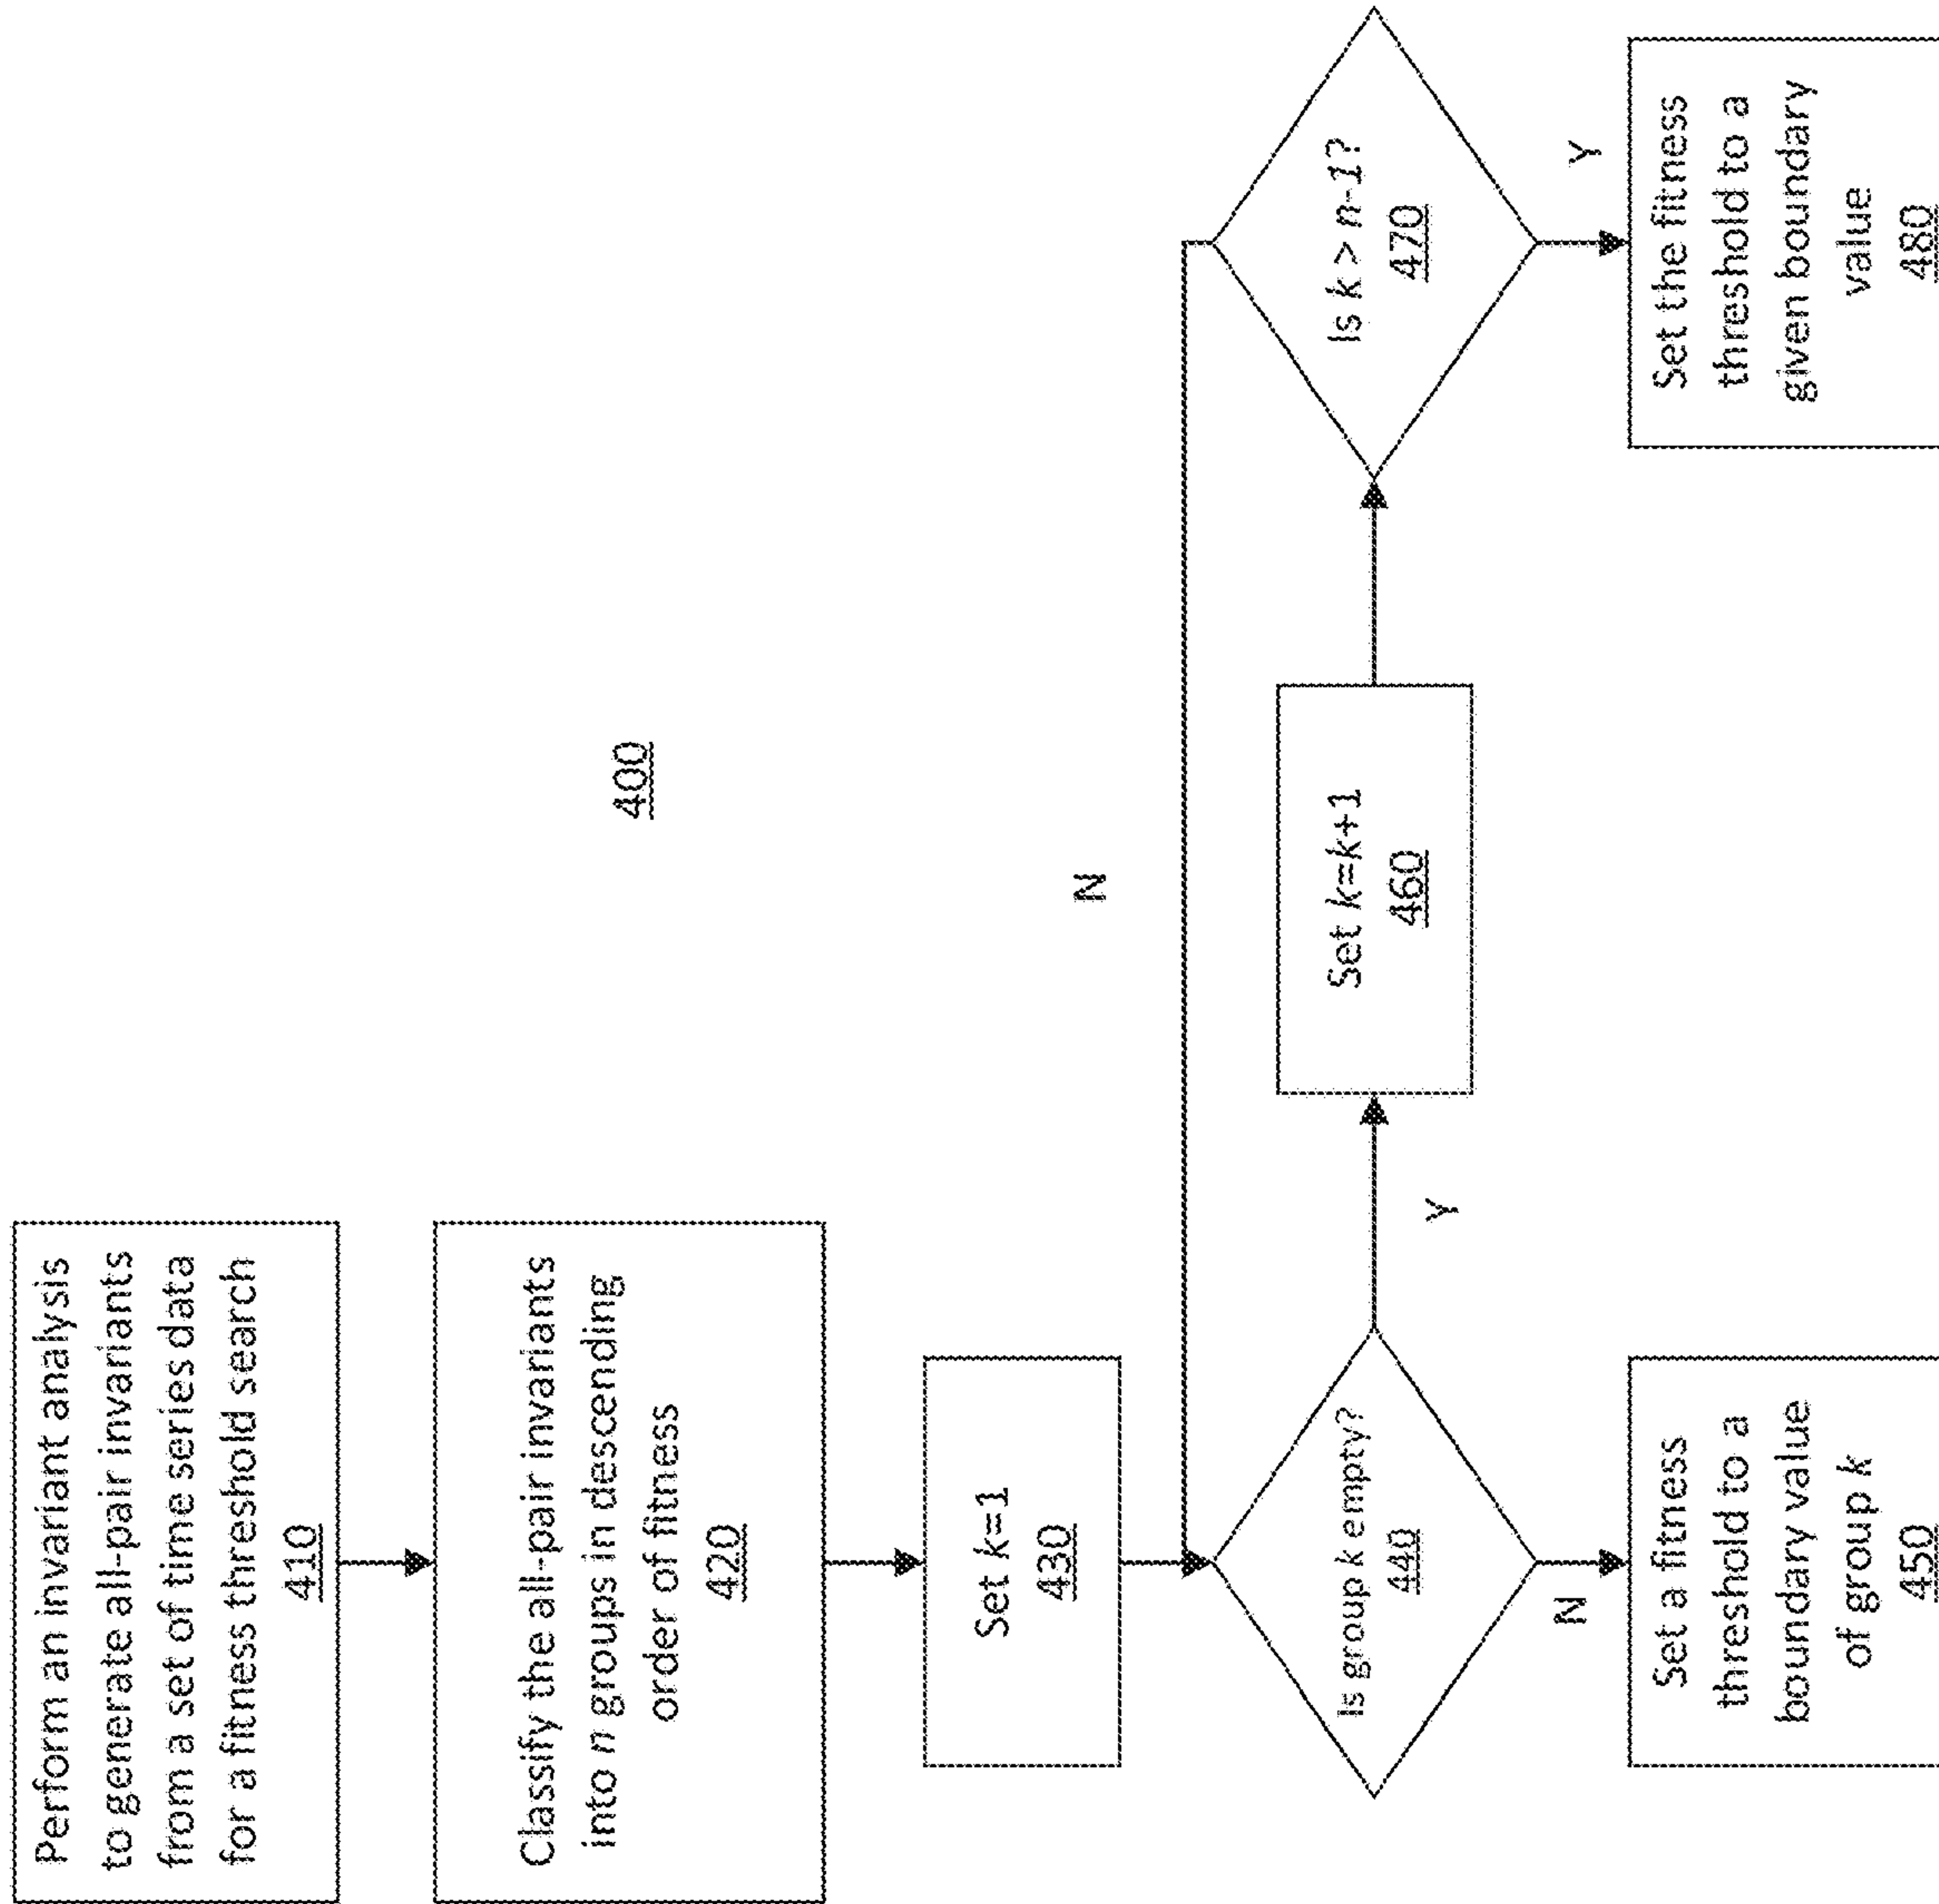 Perform an invariant analysis
to generate all-pair invariants
from a set of time series data
for a fitness threshold search
410
Classify the all-pair invariants
into n groups in descending
order of fitness
420
400
Set k=1
430
N
Is group k empty?
440
Y
Set k=k+1
460
Is k > n-1?
470
N
Set a fitness
threshold to a
boundary value
of group k
450
Y
Set the fitness
threshold to a
given boundary
value
480